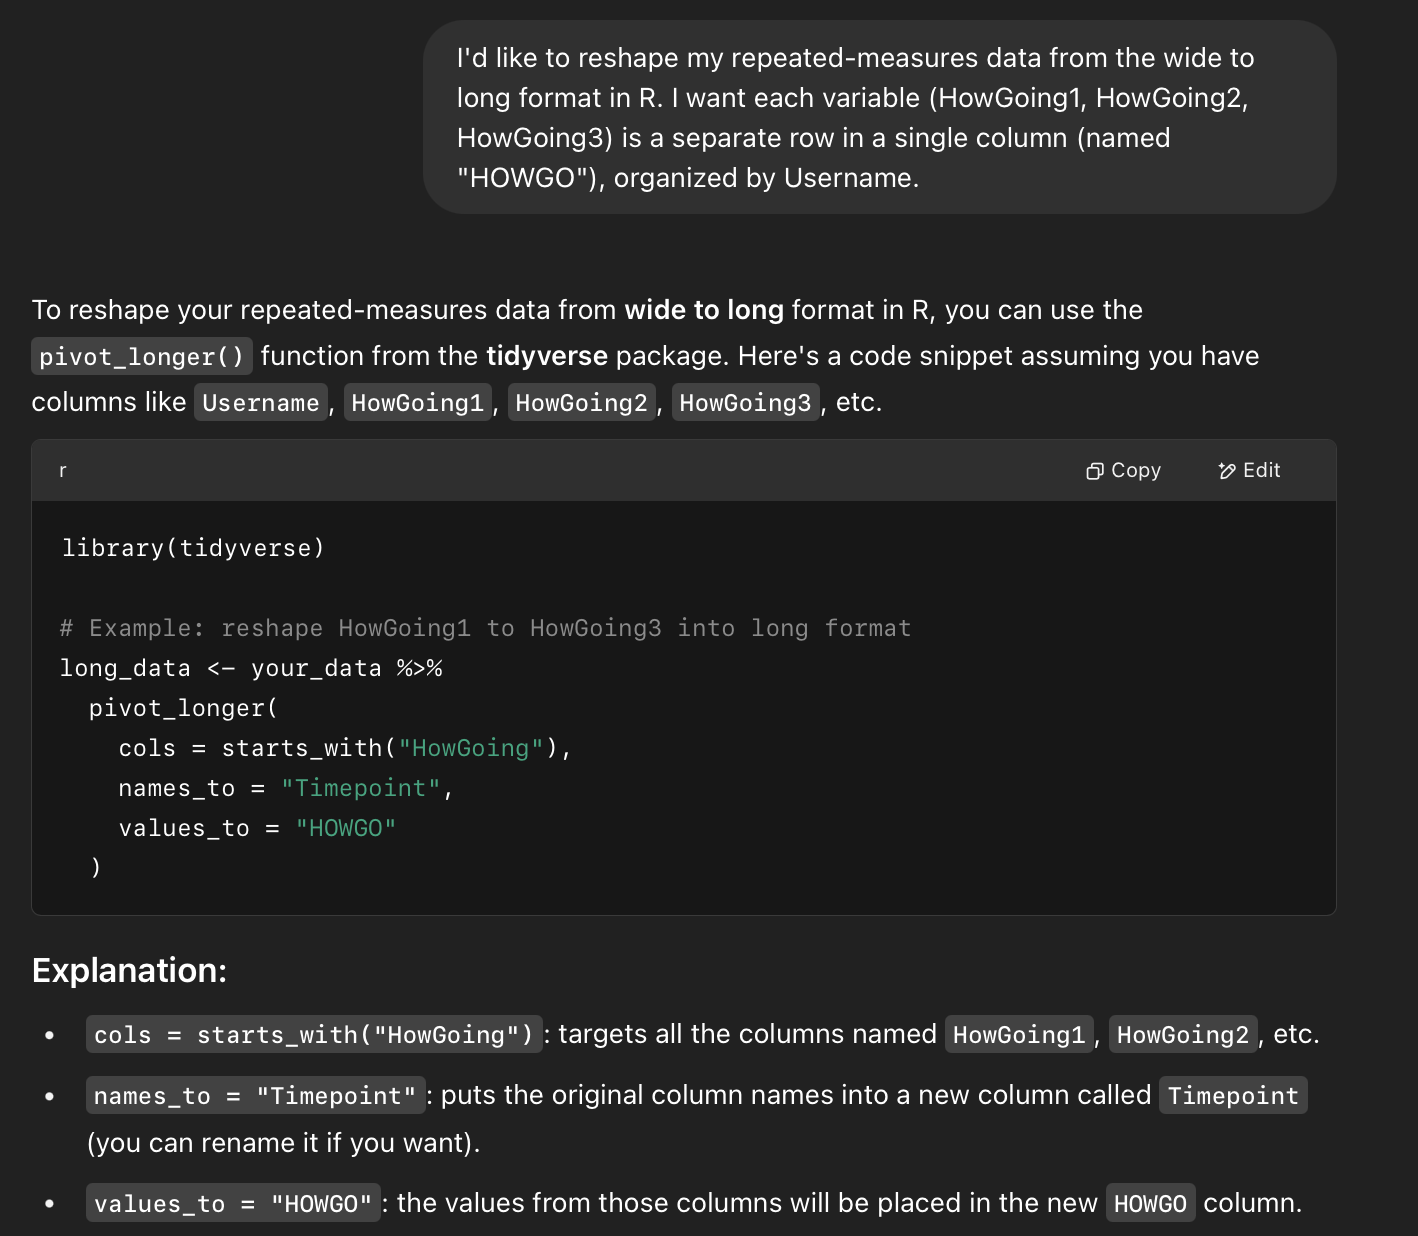 I'd like to reshape my repeated-measures data from the wide to
long format in R. I want each variable (HowGoing1, HowGoing2,
HowGoing3) is a separate row in a single column (named
"HOWGO"), organized by Username.
To reshape your repeated-measures data from wide to long format in R, you can use the
pivot_longer() function from the tidyverse package. Here's a code snippet assuming you have
columns like Username, HowGoing1, HowGoing2, HowGoing3, etc.
r Copy Edit
library(tidyverse)
# Example: reshape HowGoing1 to HowGoing3 into long format
long_data <- your_data %>%
  pivot_longer(
    cols = starts_with("HowGoing"),
    names_to = "Timepoint",
    values_to = "HOWGO"
  )
Explanation:
• cols = starts_with("HowGoing"): targets all the columns named HowGoing1, HowGoing2, etc.
• names_to = "Timepoint": puts the original column names into a new column called Timepoint
(you can rename it if you want).
• values_to = "HOWGO": the values from those columns will be placed in the new HOWGO column.